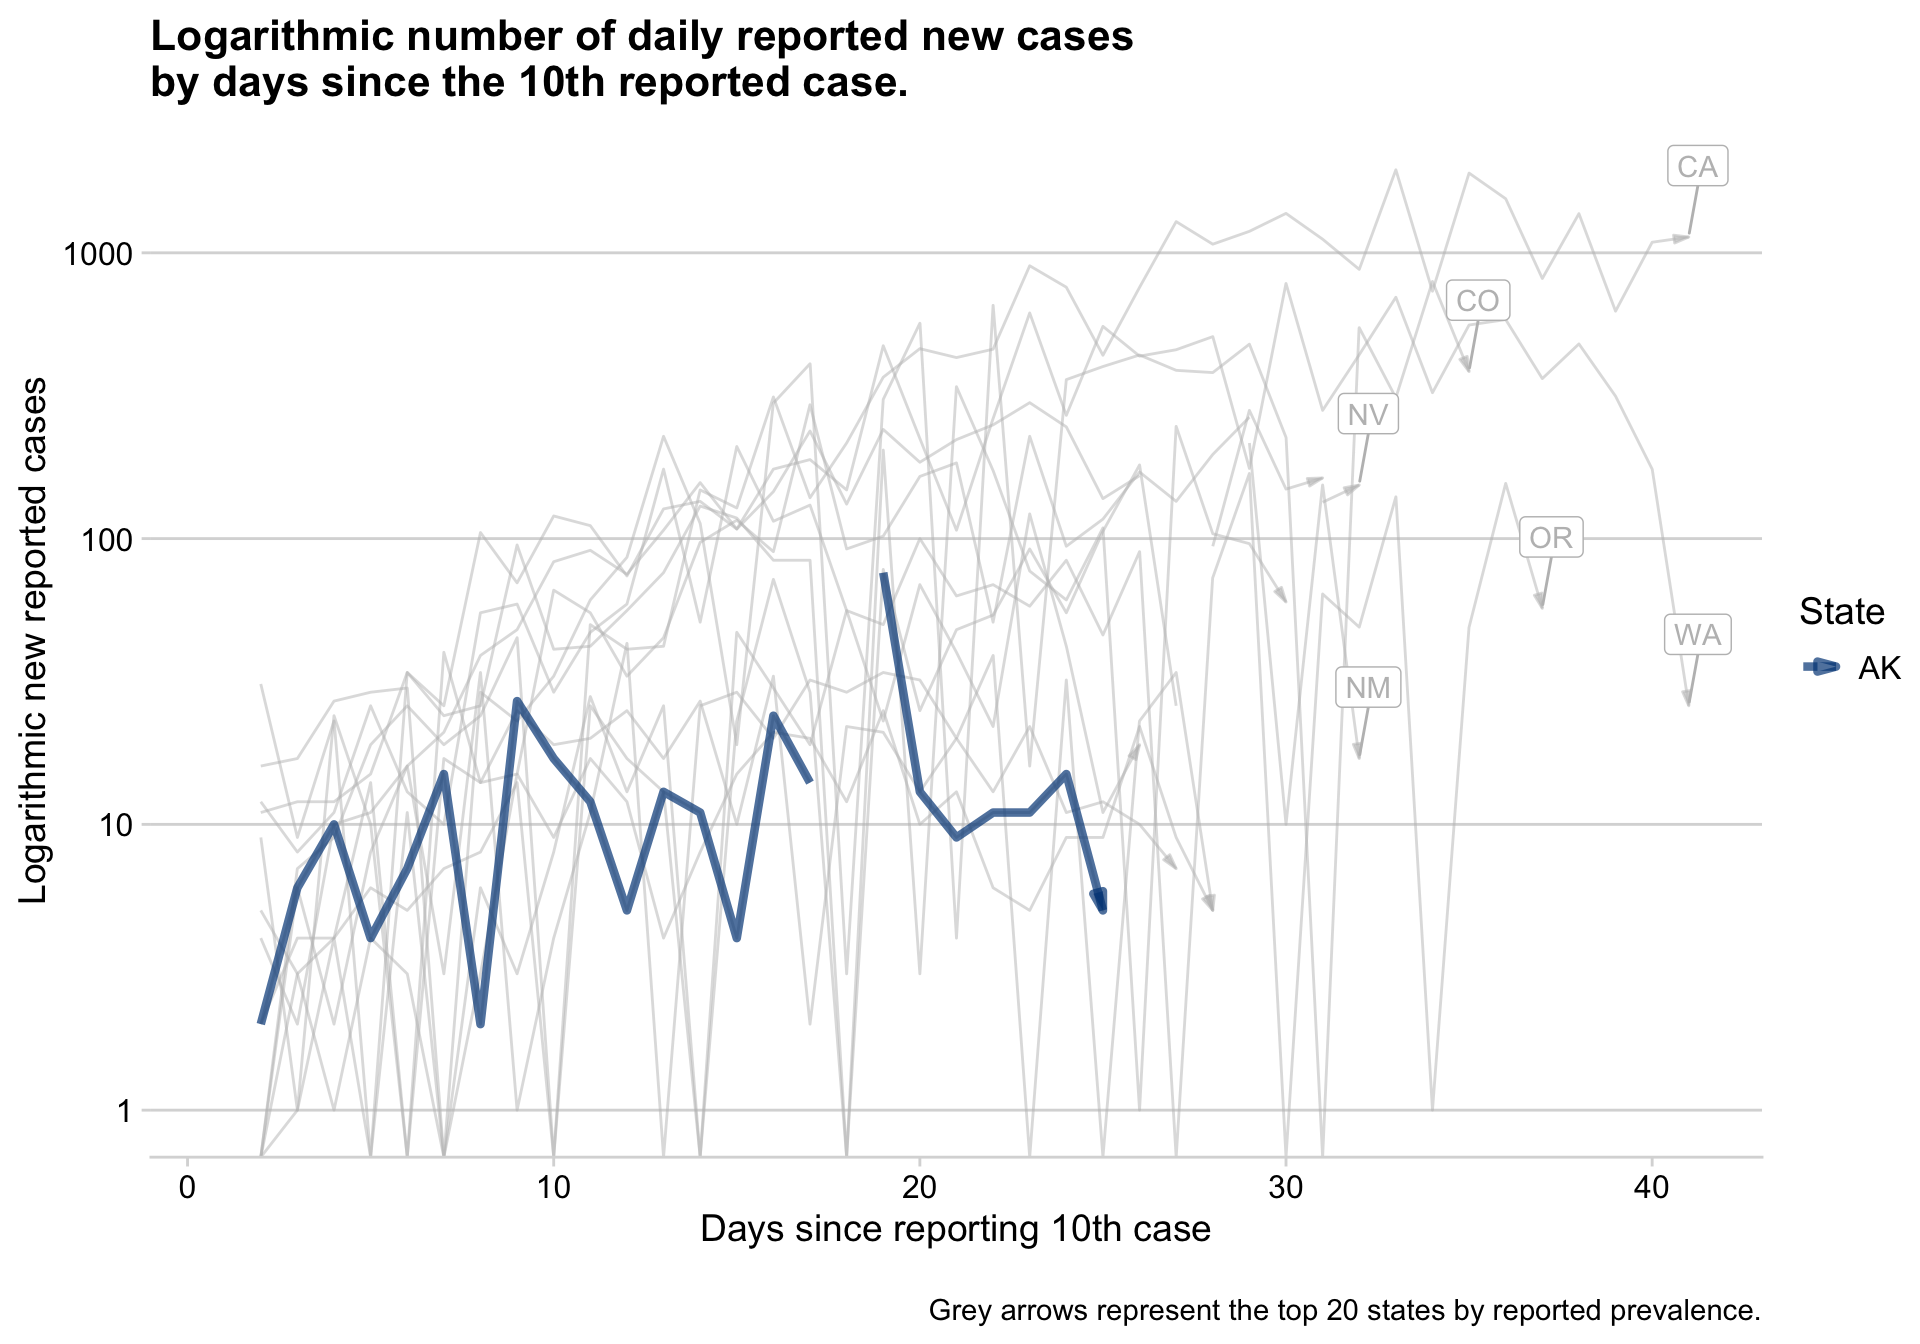 Logarithmic number of daily reported new cases
by days since the 10th reported case.
Logarithmic new reported cases
1000
100
10
1
CA
CO
NV
OR
WA
NM
State
AK
0 10 20 30 40
Days since reporting 10th case
Grey arrows represent the top 20 states by reported prevalence.